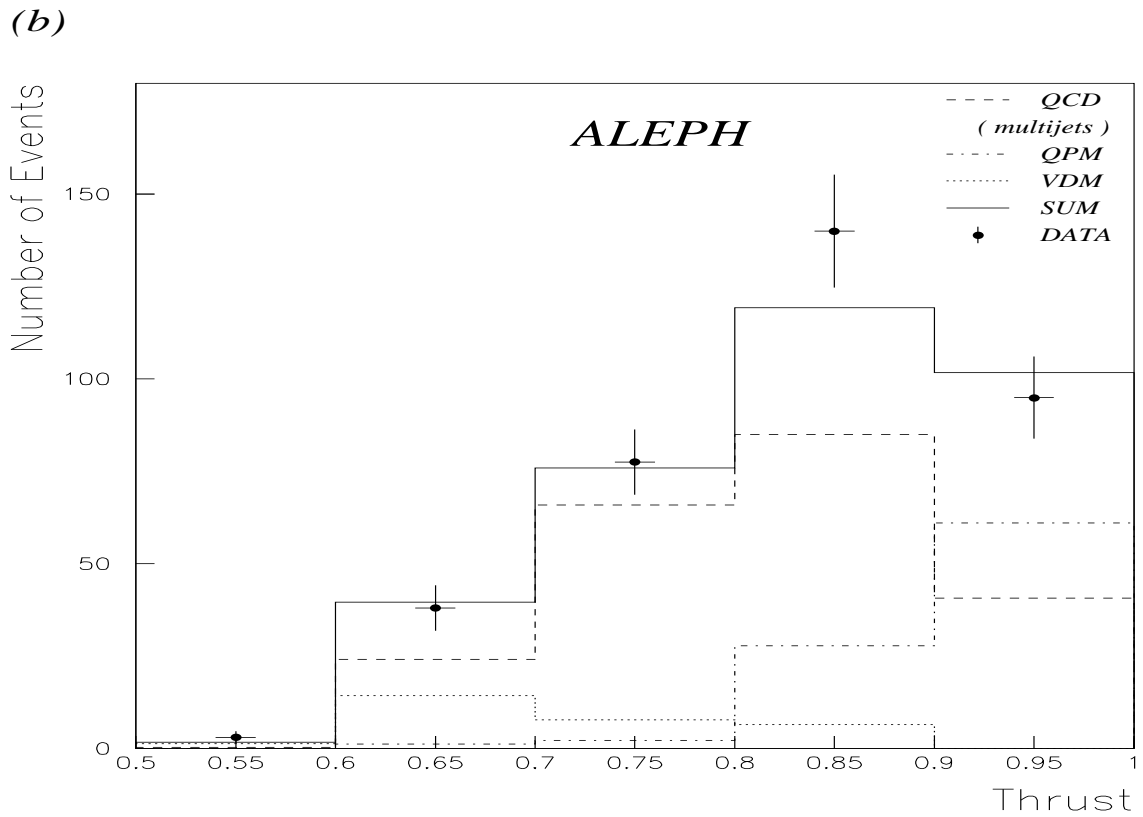 (b)
Number of Events
ALEPH
QCD
( multijets )
QPM
VDM
SUM
DATA
150
100
50
0
0.5 0.55 0.6 0.65 0.7 0.75 0.8 0.85 0.9 0.95 1
Thrust